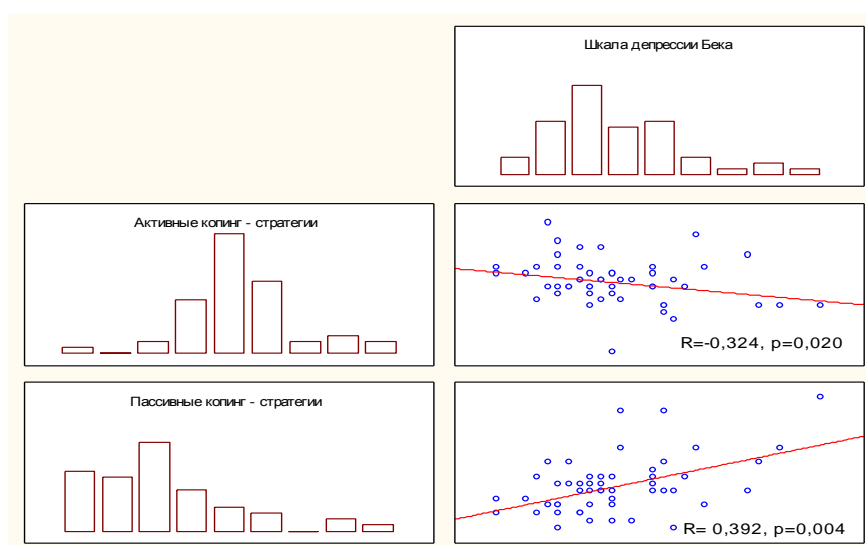 Шкала депрессии Бека
Активные копинг - стратегии
R=-0,324, p=0,020
Пассивные копинг - стратегии
R= 0,392, p=0,004